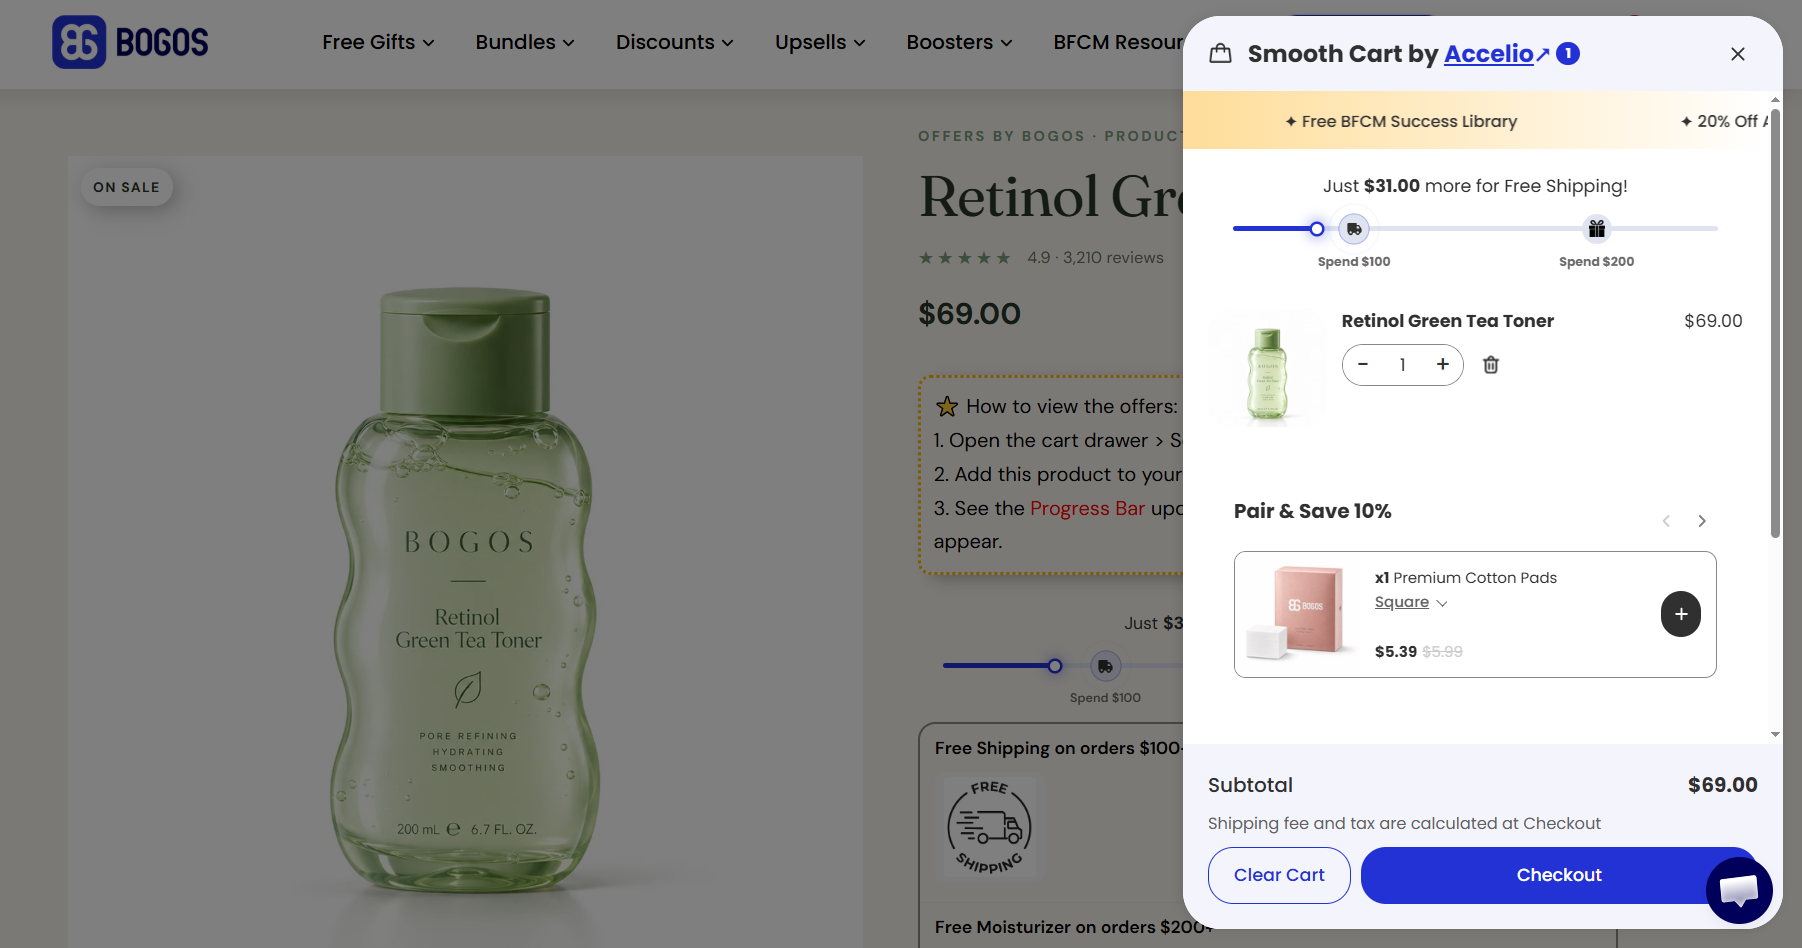 BOGOS
Free Gifts
Bundles
Discounts
Upsells
Boosters
BFCM Resour
ON SALE
BOGOS
Retinol
Green Tea Toner
PORE REFINING
HYDRATING
SMOOTHING
200 mL ℮ 6.7 FL. OZ.
OFFERS BY BOGOS · PRODUCT
Retinol Gre
★★★★★ 4.9 · 3,210 reviews
$69.00
⭐ How to view the offers:
1. Open the cart drawer > S
2. Add this product to your
3. See the Progress Bar upd
appear.
Just $3
Spend $100
Free Shipping on orders $100+
FREE
SHIPPING
Free Moisturizer on orders $200+
Smooth Cart by Accelio↗ 1
✦ Free BFCM Success Library
✦ 20% Off A
Just $31.00 more for Free Shipping!
Spend $100
Spend $200
Retinol Green Tea Toner
$69.00
- 1 +
Pair & Save 10%
BOGOS
x1 Premium Cotton Pads
Square
$5.39 $5.99
+
Subtotal
$69.00
Shipping fee and tax are calculated at Checkout
Clear Cart
Checkout